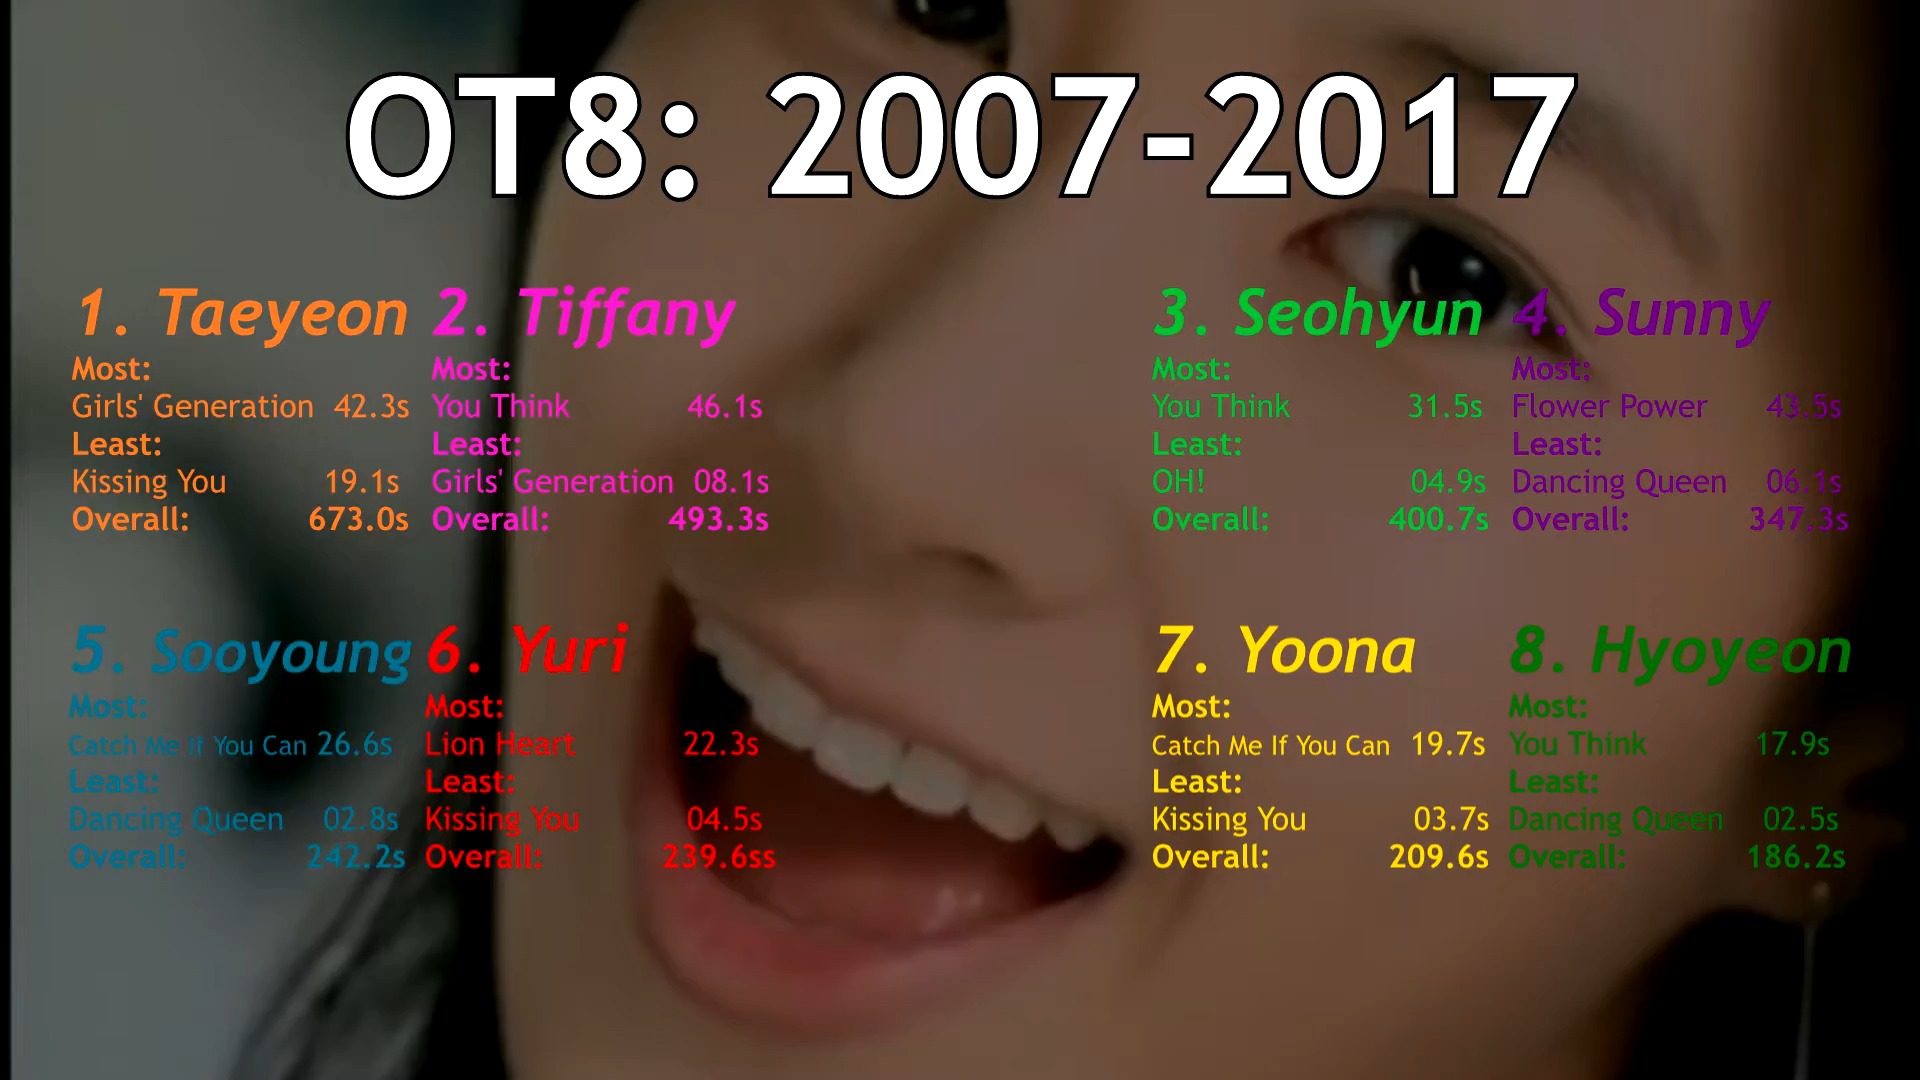 OT8: 2007-2017
1. Taeyeon
Most:
Girls' Generation 42.3s
Least:
Kissing You 19.1s
Overall: 673.0s
2. Tiffany
Most:
You Think 46.1s
Least:
Girls' Generation 08.1s
Overall: 493.3s
3. Seohyun
Most:
You Think 31.5s
Least:
OH! 04.9s
Overall: 400.7s
4. Sunny
Most:
Flower Power 43.5s
Least:
Dancing Queen 06.1s
Overall: 347.3s
5. Sooyoung
Most:
Catch Me If You Can 26.6s
Least:
Dancing Queen 02.8s
Overall: 242.2s
6. Yuri
Most:
Lion Heart 22.3s
Least:
Kissing You 04.5s
Overall: 239.6ss
7. Yoona
Most:
Catch Me If You Can 19.7s
Least:
Kissing You 03.7s
Overall: 209.6s
8. Hyoyeon
Most:
You Think 17.9s
Least:
Dancing Queen 02.5s
Overall: 186.2s